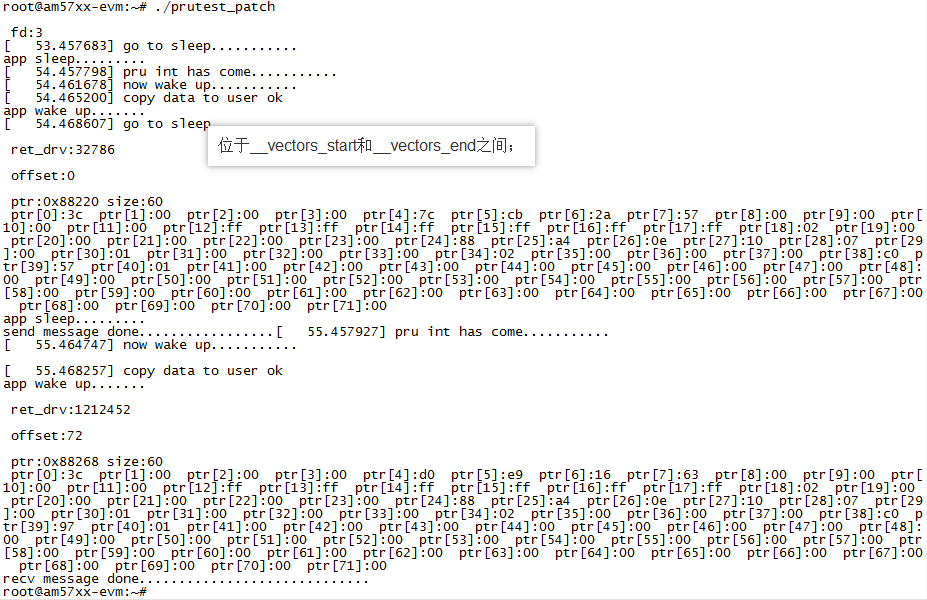 root@am57xx-evm:~# ./prutest_patch
fd:3
[   53.457683] go to sleep...........
app sleep.........
[   54.457798] pru int has come...........
[   54.461678] now wake up...........
[   54.465200] copy data to user ok
app wake up.......
[   54.468607] go to sleep
位于__vectors_start和__vectors_end之间；
ret_drv:32786
offset:0
ptr:0x88220 size:60
ptr[0]:3c  ptr[1]:00  ptr[2]:00  ptr[3]:00  ptr[4]:7c  ptr[5]:cb  ptr[6]:2a  ptr[7]:57  ptr[8]:00  ptr[9]:00  ptr[
10]:00  ptr[11]:00  ptr[12]:ff  ptr[13]:ff  ptr[14]:ff  ptr[15]:ff  ptr[16]:ff  ptr[17]:ff  ptr[18]:02  ptr[19]:00
ptr[20]:00  ptr[21]:00  ptr[22]:00  ptr[23]:00  ptr[24]:88  ptr[25]:a4  ptr[26]:0e  ptr[27]:10  ptr[28]:07  ptr[29
]:00  ptr[30]:01  ptr[31]:00  ptr[32]:00  ptr[33]:00  ptr[34]:02  ptr[35]:00  ptr[36]:00  ptr[37]:00  ptr[38]:c0  p
tr[39]:57  ptr[40]:01  ptr[41]:00  ptr[42]:00  ptr[43]:00  ptr[44]:00  ptr[45]:00  ptr[46]:00  ptr[47]:00  ptr[48]:
00  ptr[49]:00  ptr[50]:00  ptr[51]:00  ptr[52]:00  ptr[53]:00  ptr[54]:00  ptr[55]:00  ptr[56]:00  ptr[57]:00  ptr
[58]:00  ptr[59]:00  ptr[60]:00  ptr[61]:00  ptr[62]:00  ptr[63]:00  ptr[64]:00  ptr[65]:00  ptr[66]:00  ptr[67]:00
ptr[68]:00  ptr[69]:00  ptr[70]:00  ptr[71]:00
app sleep.........
send message done.................[   55.457927] pru int has come...........
[   55.464747] now wake up...........
[   55.468257] copy data to user ok
app wake up.......
ret_drv:1212452
offset:72
ptr:0x88268 size:60
ptr[0]:3c  ptr[1]:00  ptr[2]:00  ptr[3]:00  ptr[4]:d0  ptr[5]:e9  ptr[6]:16  ptr[7]:63  ptr[8]:00  ptr[9]:00  ptr[
10]:00  ptr[11]:00  ptr[12]:ff  ptr[13]:ff  ptr[14]:ff  ptr[15]:ff  ptr[16]:ff  ptr[17]:ff  ptr[18]:02  ptr[19]:00
ptr[20]:00  ptr[21]:00  ptr[22]:00  ptr[23]:00  ptr[24]:88  ptr[25]:a4  ptr[26]:0e  ptr[27]:10  ptr[28]:07  ptr[29
]:00  ptr[30]:01  ptr[31]:00  ptr[32]:00  ptr[33]:00  ptr[34]:02  ptr[35]:00  ptr[36]:00  ptr[37]:00  ptr[38]:c0  p
tr[39]:97  ptr[40]:01  ptr[41]:00  ptr[42]:00  ptr[43]:00  ptr[44]:00  ptr[45]:00  ptr[46]:00  ptr[47]:00  ptr[48]:
00  ptr[49]:00  ptr[50]:00  ptr[51]:00  ptr[52]:00  ptr[53]:00  ptr[54]:00  ptr[55]:00  ptr[56]:00  ptr[57]:00  ptr
[58]:00  ptr[59]:00  ptr[60]:00  ptr[61]:00  ptr[62]:00  ptr[63]:00  ptr[64]:00  ptr[65]:00  ptr[66]:00  ptr[67]:00
ptr[68]:00  ptr[69]:00  ptr[70]:00  ptr[71]:00
recv message done.............................
root@am57xx-evm:~#